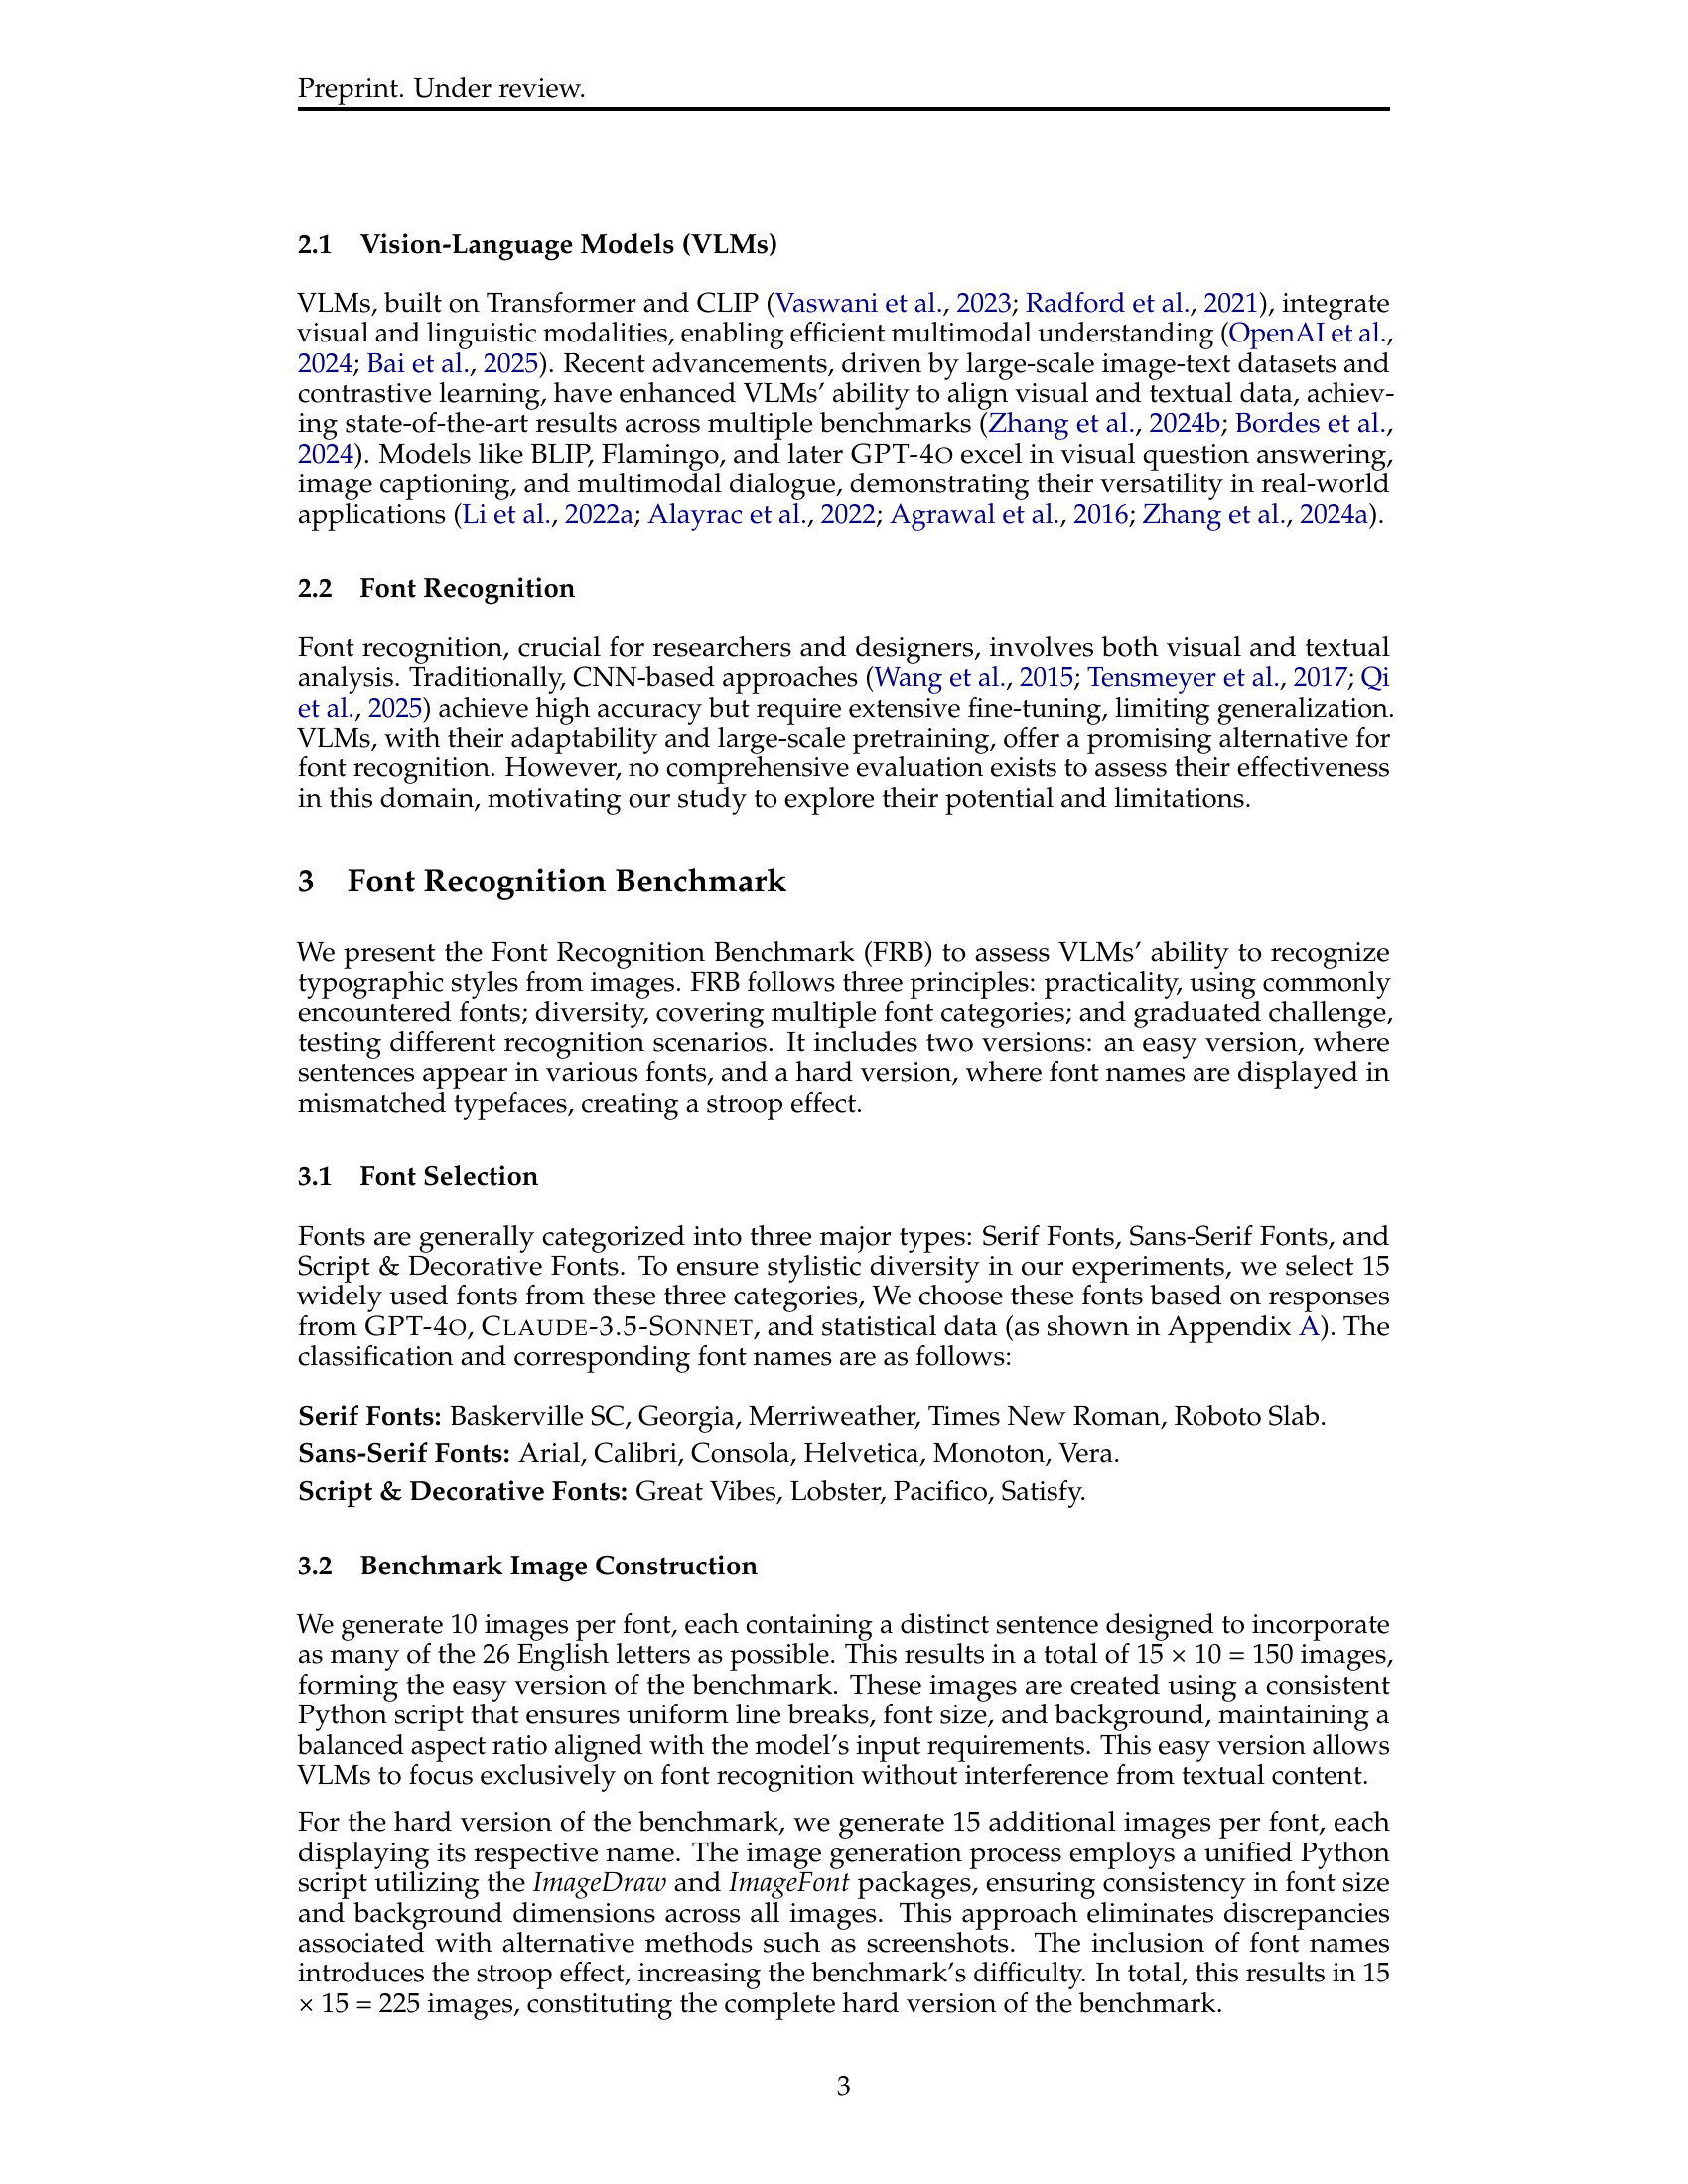 Preprint. Under review.
2.1 Vision-Language Models (VLMs)
VLMs, built on Transformer and CLIP (Vaswani et al., 2023; Radford et al., 2021), integrate
visual and linguistic modalities, enabling efficient multimodal understanding (OpenAI et al.,
2024; Bai et al., 2025). Recent advancements, driven by large-scale image-text datasets and
contrastive learning, have enhanced VLMs’ ability to align visual and textual data, achiev-
ing state-of-the-art results across multiple benchmarks (Zhang et al., 2024b; Bordes et al.,
2024). Models like BLIP, Flamingo, and later GPT-4O excel in visual question answering,
image captioning, and multimodal dialogue, demonstrating their versatility in real-world
applications (Li et al., 2022a; Alayrac et al., 2022; Agrawal et al., 2016; Zhang et al., 2024a).
2.2 Font Recognition
Font recognition, crucial for researchers and designers, involves both visual and textual
analysis. Traditionally, CNN-based approaches (Wang et al., 2015; Tensmeyer et al., 2017; Qi
et al., 2025) achieve high accuracy but require extensive fine-tuning, limiting generalization.
VLMs, with their adaptability and large-scale pretraining, offer a promising alternative for
font recognition. However, no comprehensive evaluation exists to assess their effectiveness
in this domain, motivating our study to explore their potential and limitations.
3 Font Recognition Benchmark
We present the Font Recognition Benchmark (FRB) to assess VLMs’ ability to recognize
typographic styles from images. FRB follows three principles: practicality, using commonly
encountered fonts; diversity, covering multiple font categories; and graduated challenge,
testing different recognition scenarios. It includes two versions: an easy version, where
sentences appear in various fonts, and a hard version, where font names are displayed in
mismatched typefaces, creating a stroop effect.
3.1 Font Selection
Fonts are generally categorized into three major types: Serif Fonts, Sans-Serif Fonts, and
Script & Decorative Fonts. To ensure stylistic diversity in our experiments, we select 15
widely used fonts from these three categories, We choose these fonts based on responses
from GPT-4O, CLAUDE-3.5-SONNET, and statistical data (as shown in Appendix A). The
classification and corresponding font names are as follows:
Serif Fonts: Baskerville SC, Georgia, Merriweather, Times New Roman, Roboto Slab.
Sans-Serif Fonts: Arial, Calibri, Consola, Helvetica, Monoton, Vera.
Script & Decorative Fonts: Great Vibes, Lobster, Pacifico, Satisfy.
3.2 Benchmark Image Construction
We generate 10 images per font, each containing a distinct sentence designed to incorporate
as many of the 26 English letters as possible. This results in a total of 15 × 10 = 150 images,
forming the easy version of the benchmark. These images are created using a consistent
Python script that ensures uniform line breaks, font size, and background, maintaining a
balanced aspect ratio aligned with the model’s input requirements. This easy version allows
VLMs to focus exclusively on font recognition without interference from textual content.
For the hard version of the benchmark, we generate 15 additional images per font, each
displaying its respective name. The image generation process employs a unified Python
script utilizing the ImageDraw and ImageFont packages, ensuring consistency in font size
and background dimensions across all images. This approach eliminates discrepancies
associated with alternative methods such as screenshots. The inclusion of font names
introduces the stroop effect, increasing the benchmark’s difficulty. In total, this results in 15
× 15 = 225 images, constituting the complete hard version of the benchmark.
3